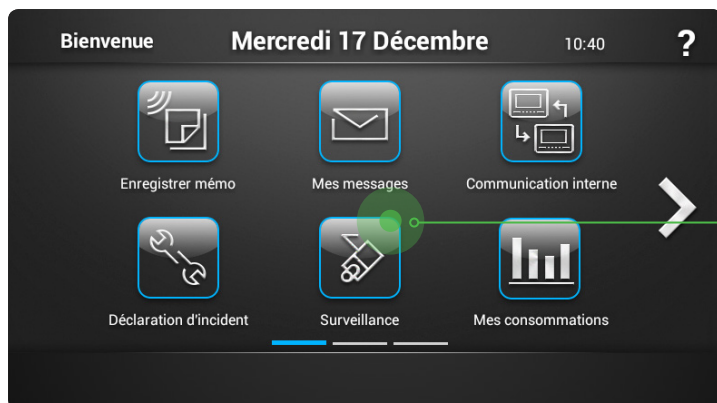 Bienvenue Mercredi 17 Décembre 10:40 ?
Enregistrer mémo Mes messages Communication interne
Déclaration d'incident Surveillance Mes consommations